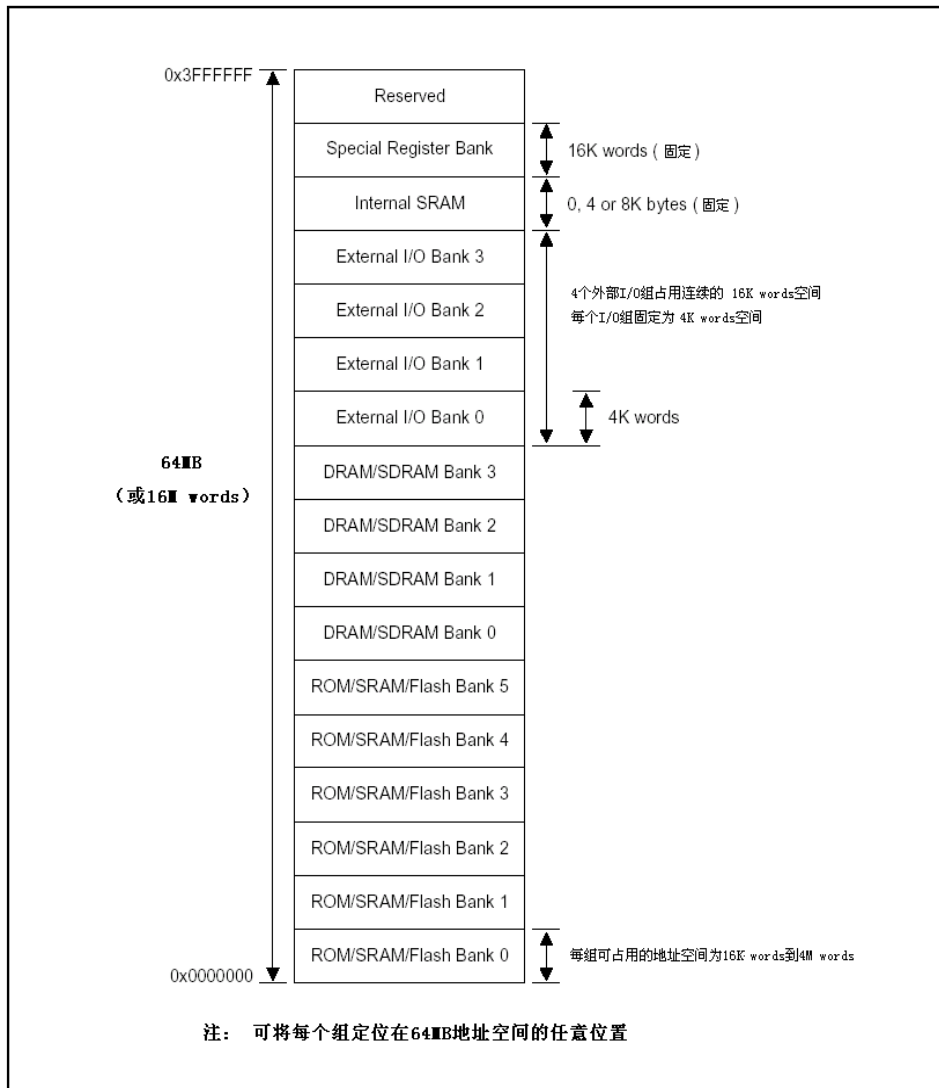 0x3FFFFFF
Reserved
Special Register Bank
16K words ( 固定 )
Internal SRAM
0, 4 or 8K bytes ( 固定 )
External I/O Bank 3
4个外部I/O组占用连续的 16K words空间
External I/O Bank 2
每个I/O组固定为 4K words空间
External I/O Bank 1
External I/O Bank 0
4K words
64MB
（或16M words）
DRAM/SDRAM Bank 3
DRAM/SDRAM Bank 2
DRAM/SDRAM Bank 1
DRAM/SDRAM Bank 0
ROM/SRAM/Flash Bank 5
ROM/SRAM/Flash Bank 4
ROM/SRAM/Flash Bank 3
ROM/SRAM/Flash Bank 2
ROM/SRAM/Flash Bank 1
ROM/SRAM/Flash Bank 0
每组可占用的地址空间为16K words到4M words
0x0000000
注： 可将每个组定位在64MB地址空间的任意位置